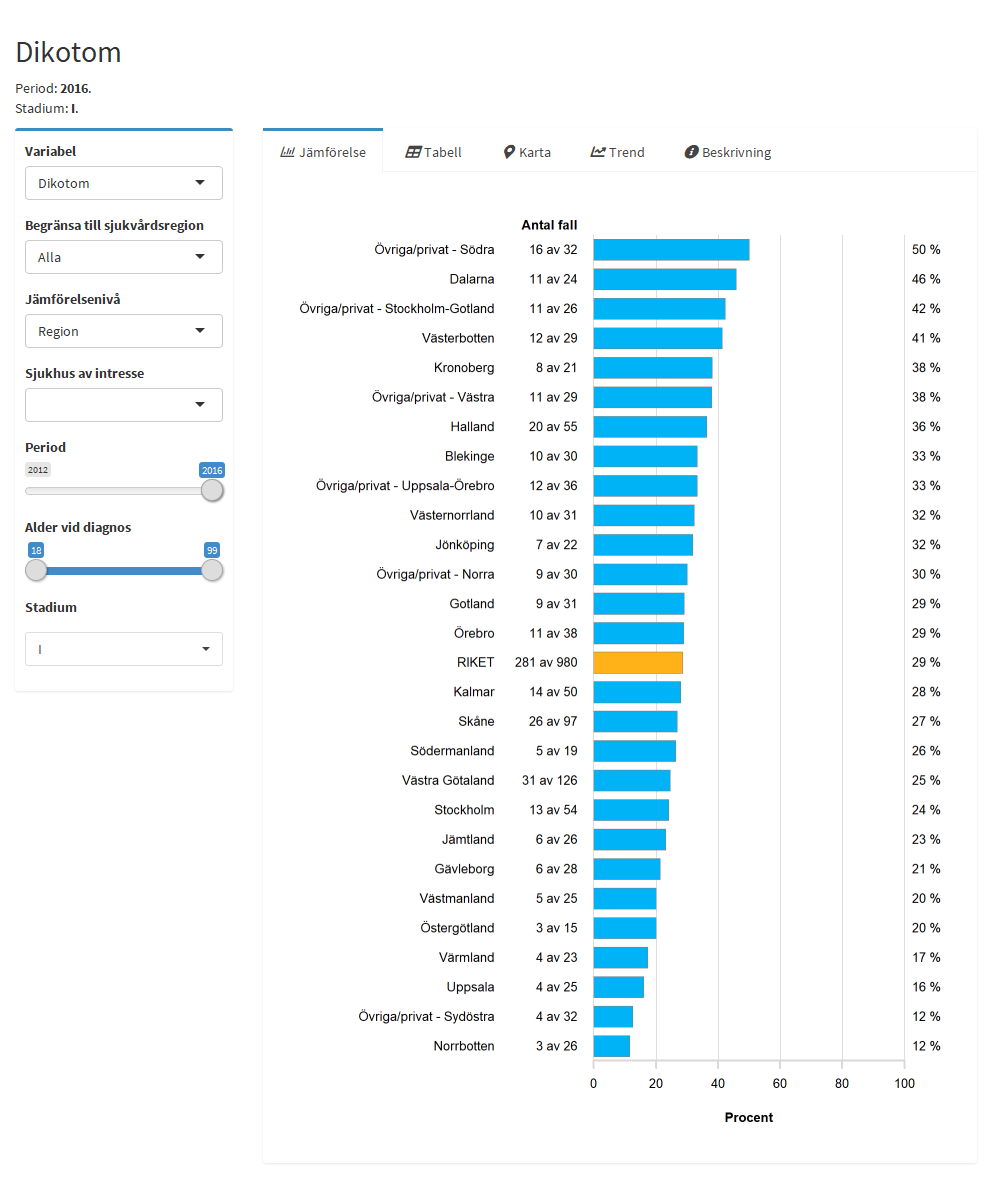 Dikotom
Period: 2016.
Stadium: I.
Variabel
Dikotom
Begränsa till sjukvårdsregion
Alla
Jämförelsenivå
Region
Sjukhus av intresse
Period
2012 2016
Ålder vid diagnos
18 99
Stadium
I
Jämförelse Tabell Karta Trend Beskrivning
Antal fall
Övriga/privat - Södra 16 av 32 50 %
Dalarna 11 av 24 46 %
Övriga/privat - Stockholm-Gotland 11 av 26 42 %
Västerbotten 12 av 29 41 %
Kronoberg 8 av 21 38 %
Övriga/privat - Västra 11 av 29 38 %
Halland 20 av 55 36 %
Blekinge 10 av 30 33 %
Övriga/privat - Uppsala-Örebro 12 av 36 33 %
Västernorrland 10 av 31 32 %
Jönköping 7 av 22 32 %
Övriga/privat - Norra 9 av 30 30 %
Gotland 9 av 31 29 %
Örebro 11 av 38 29 %
RIKET 281 av 980 29 %
Kalmar 14 av 50 28 %
Skåne 26 av 97 27 %
Södermanland 5 av 19 26 %
Västra Götaland 31 av 126 25 %
Stockholm 13 av 54 24 %
Jämtland 6 av 26 23 %
Gävleborg 6 av 28 21 %
Västmanland 5 av 25 20 %
Östergötland 3 av 15 20 %
Värmland 4 av 23 17 %
Uppsala 4 av 25 16 %
Övriga/privat - Sydöstra 4 av 32 12 %
Norrbotten 3 av 26 12 %
0 20 40 60 80 100
Procent